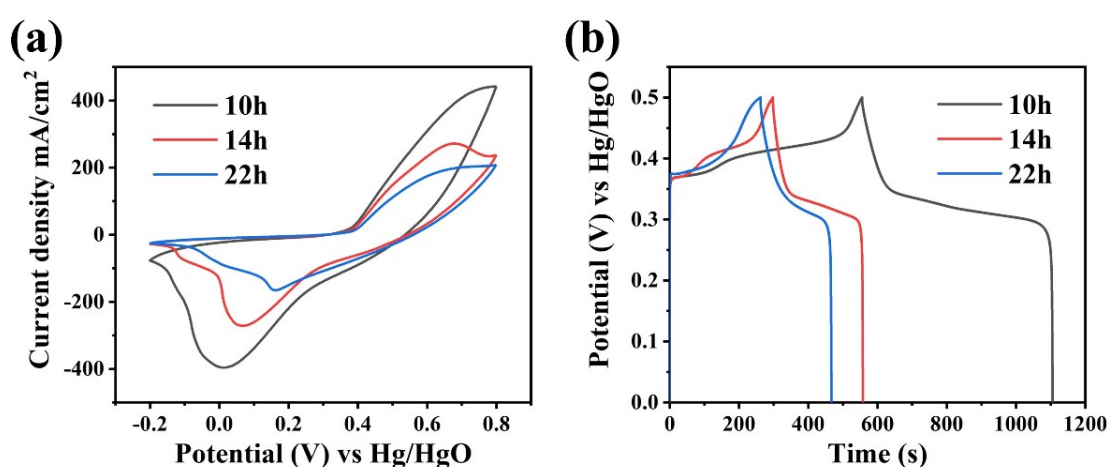 (a)
Current density mA/cm²
400
200
0
-200
-400
10h
14h
22h
-0.2
0.0
0.2
0.4
0.6
0.8
Potential (V) vs Hg/HgO
(b)
Potential (V) vs Hg/HgO
0.5
0.4
0.3
0.2
0.1
0.0
10h
14h
22h
0
200
400
600
800
1000
1200
Time (s)